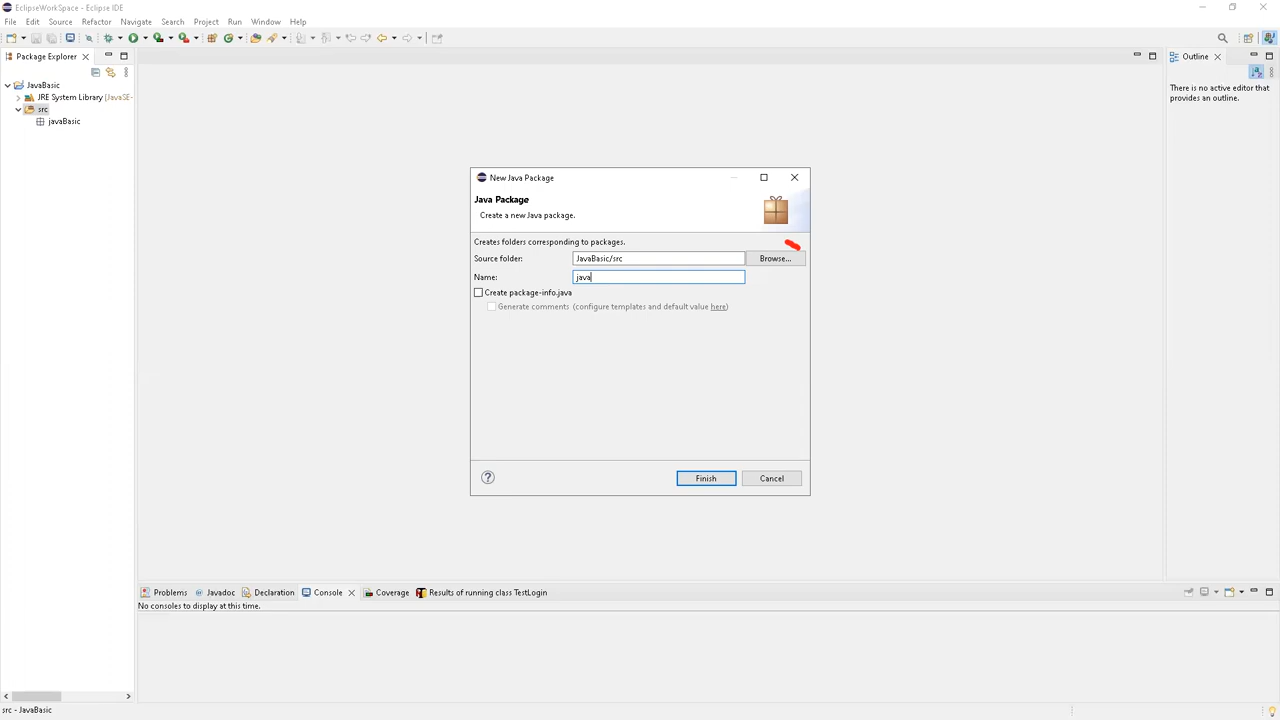 EclipseWorkSpace - Eclipse IDE
File Edit Source Refactor Navigate Search Project Run Window Help
Package Explorer
Outline
JavaBasic
JRE System Library [JavaSE-
src
javaBasic
There is no active editor that
provides an outline.
New Java Package
Java Package
Create a new Java package.
Creates folders corresponding to packages.
Source folder: JavaBasic/src Browse...
Name: java
Create package-info.java
Generate comments (configure templates and default value here)
? Finish Cancel
Problems Javadoc Declaration Console Coverage Results of running class TestLogin
No consoles to display at this time.
src - JavaBasic